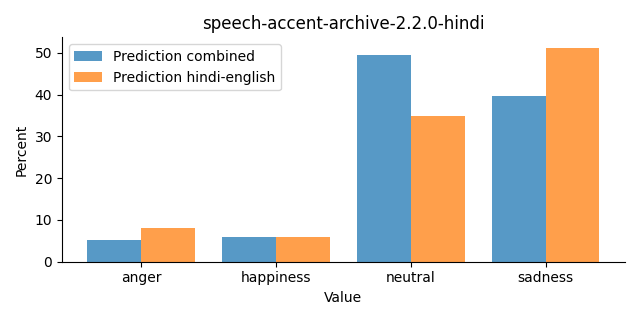 speech-accent-archive-2.2.0-hindi
Prediction combined
Prediction hindi-english
Percent
50
40
30
20
10
0
anger happiness neutral sadness
Value